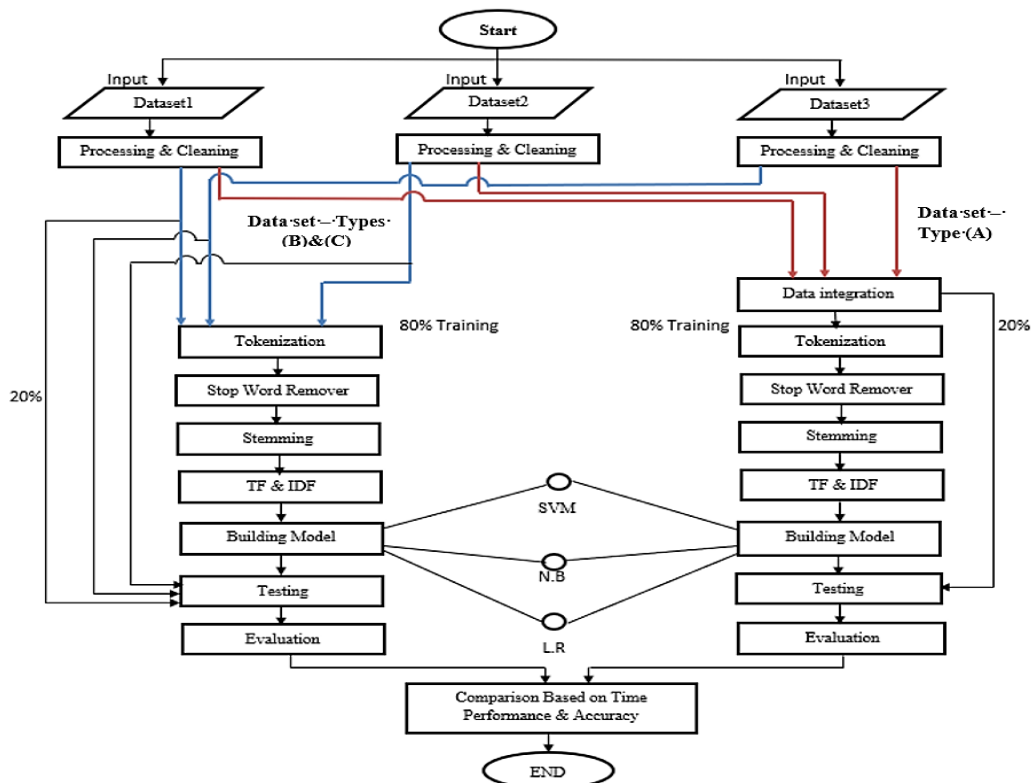 Start
Input
Input
Input
Dataset1
Dataset2
Dataset3
Processing & Cleaning
Processing & Cleaning
Processing & Cleaning
Data·set·–·Types·
(B)&(C)
Data·set·–·
Type·(A)
Data integration
80% Training
80% Training
20%
20%
Tokenization
Stop Word Remover
Stemming
TF & IDF
Building Model
Testing
Evaluation
Tokenization
Stop Word Remover
Stemming
TF & IDF
Building Model
Testing
Evaluation
SVM
N.B
L.R
Comparison Based on Time
Performance & Accuracy
END